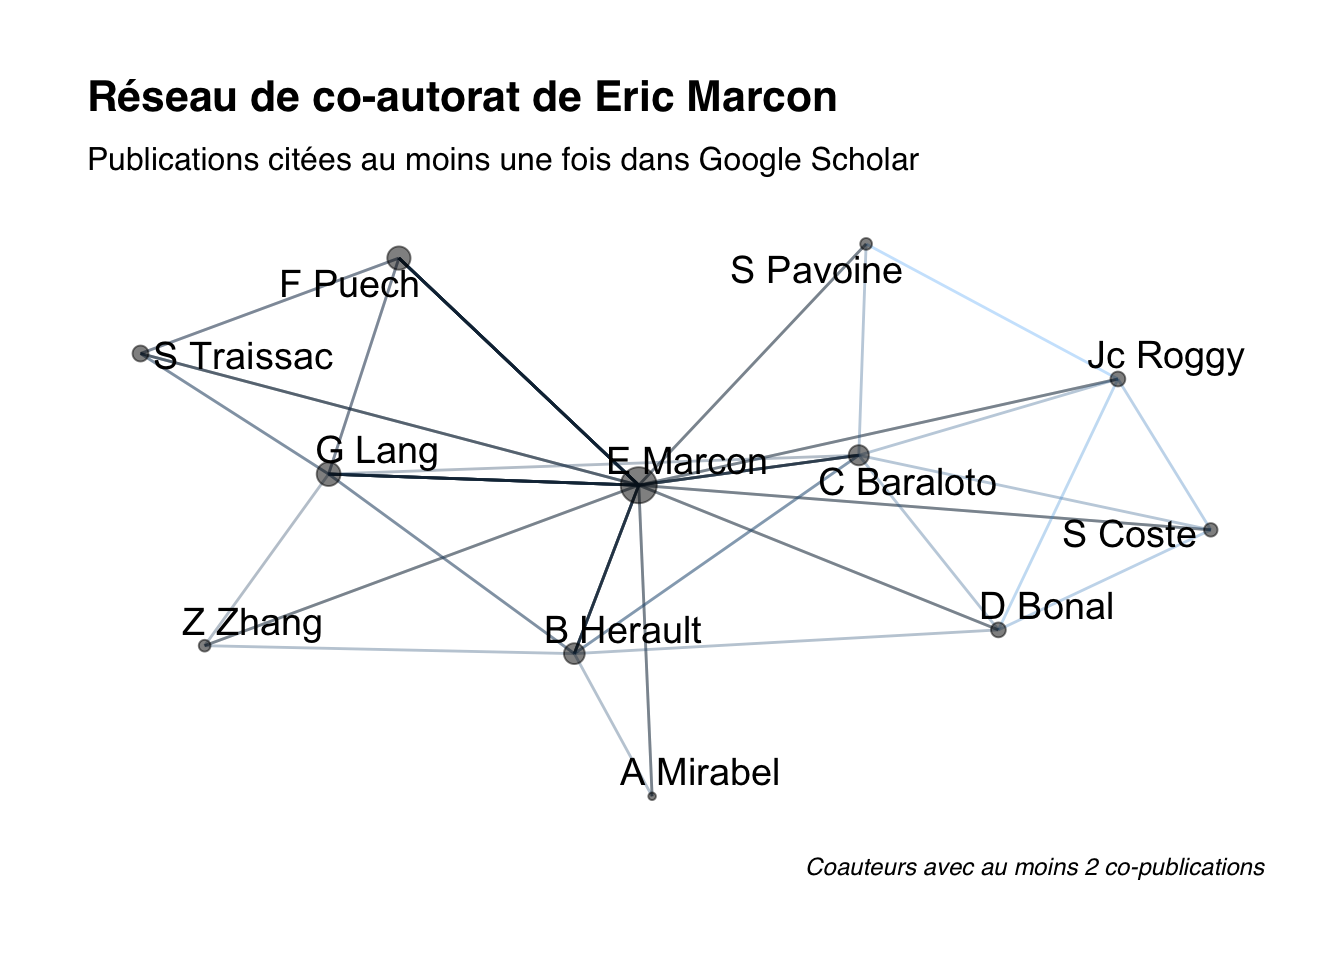 Réseau de co-autorat de Eric Marcon
Publications citées au moins une fois dans Google Scholar
S Pavoine
F Puech
S Traissac
Jc Roggy
G Lang
E Marcon
C Baraloto
S Coste
D Bonal
Z Zhang
B Herault
A Mirabel
Coauteurs avec au moins 2 co-publications